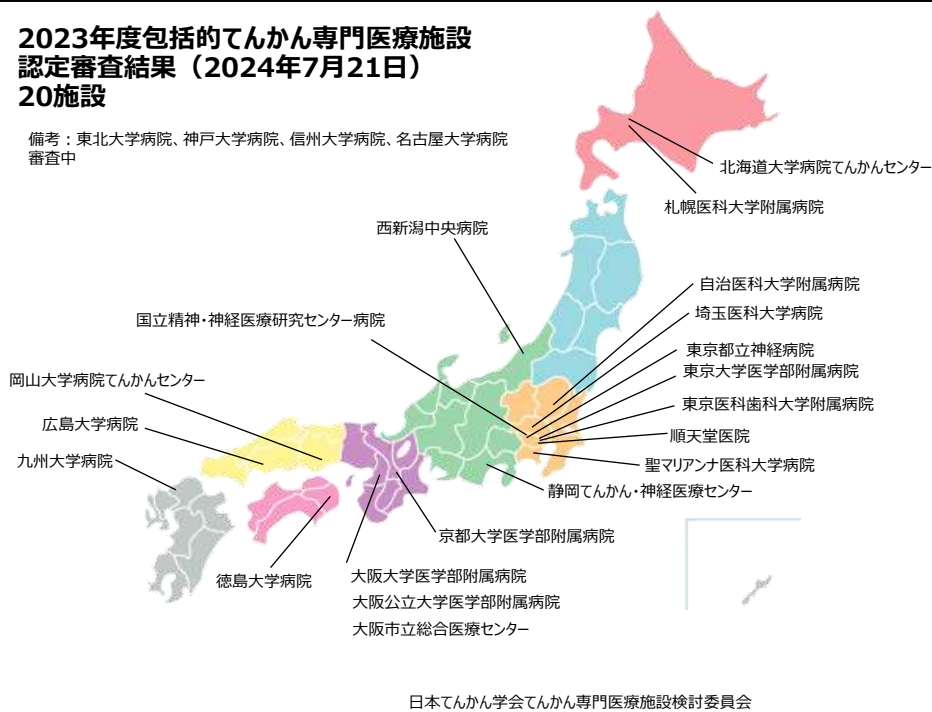 2023年度包括的てんかん専門医療施設
認定審査結果（2024年7月21日）
20施設
備考：東北大学病院、神戸大学病院、信州大学病院、名古屋大学病院
審査中
北海道大学病院てんかんセンター
札幌医科大学附属病院
西新潟中央病院
自治医科大学附属病院
埼玉医科大学病院
国立精神・神経医療研究センター病院
東京都立神経病院
東京大学医学部附属病院
岡山大学病院てんかんセンター
東京医科歯科大学附属病院
広島大学病院
順天堂医院
九州大学病院
聖マリアンナ医科大学病院
静岡てんかん・神経医療センター
京都大学医学部附属病院
徳島大学病院
大阪大学医学部附属病院
大阪公立大学医学部附属病院
大阪市立総合医療センター
日本てんかん学会てんかん専門医療施設検討委員会